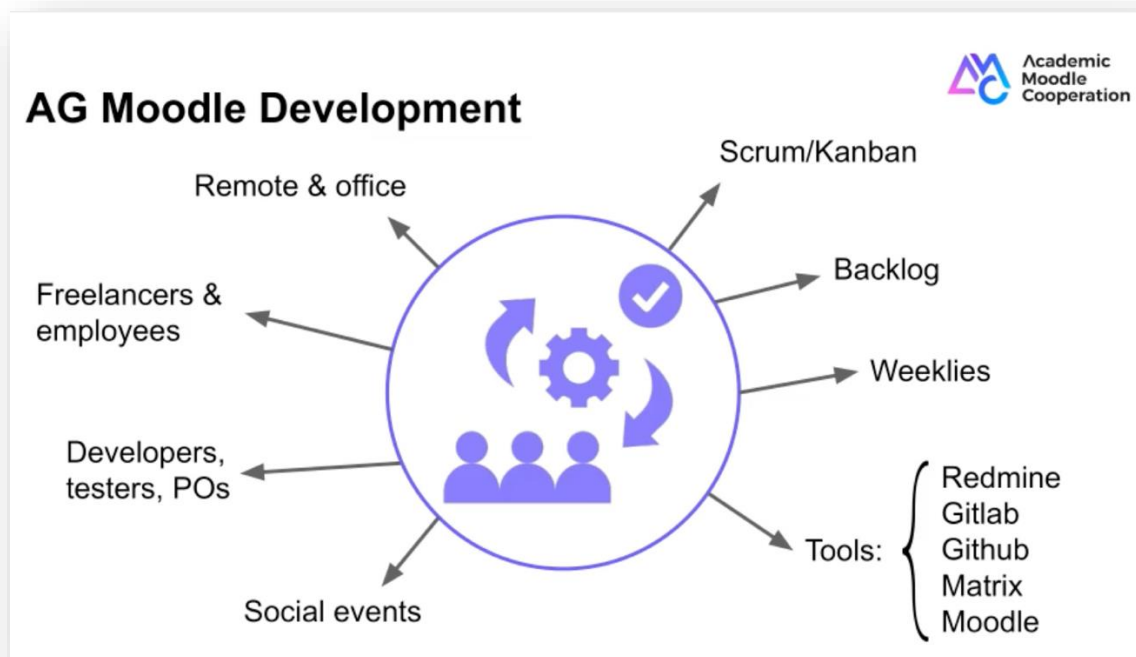 Academic
Moodle
Cooperation
AG Moodle Development
Scrum/Kanban
Remote & office
Backlog
Freelancers &
employees
Weeklies
Developers,
testers, POs
Tools:
Redmine
Gitlab
Github
Matrix
Moodle
Social events